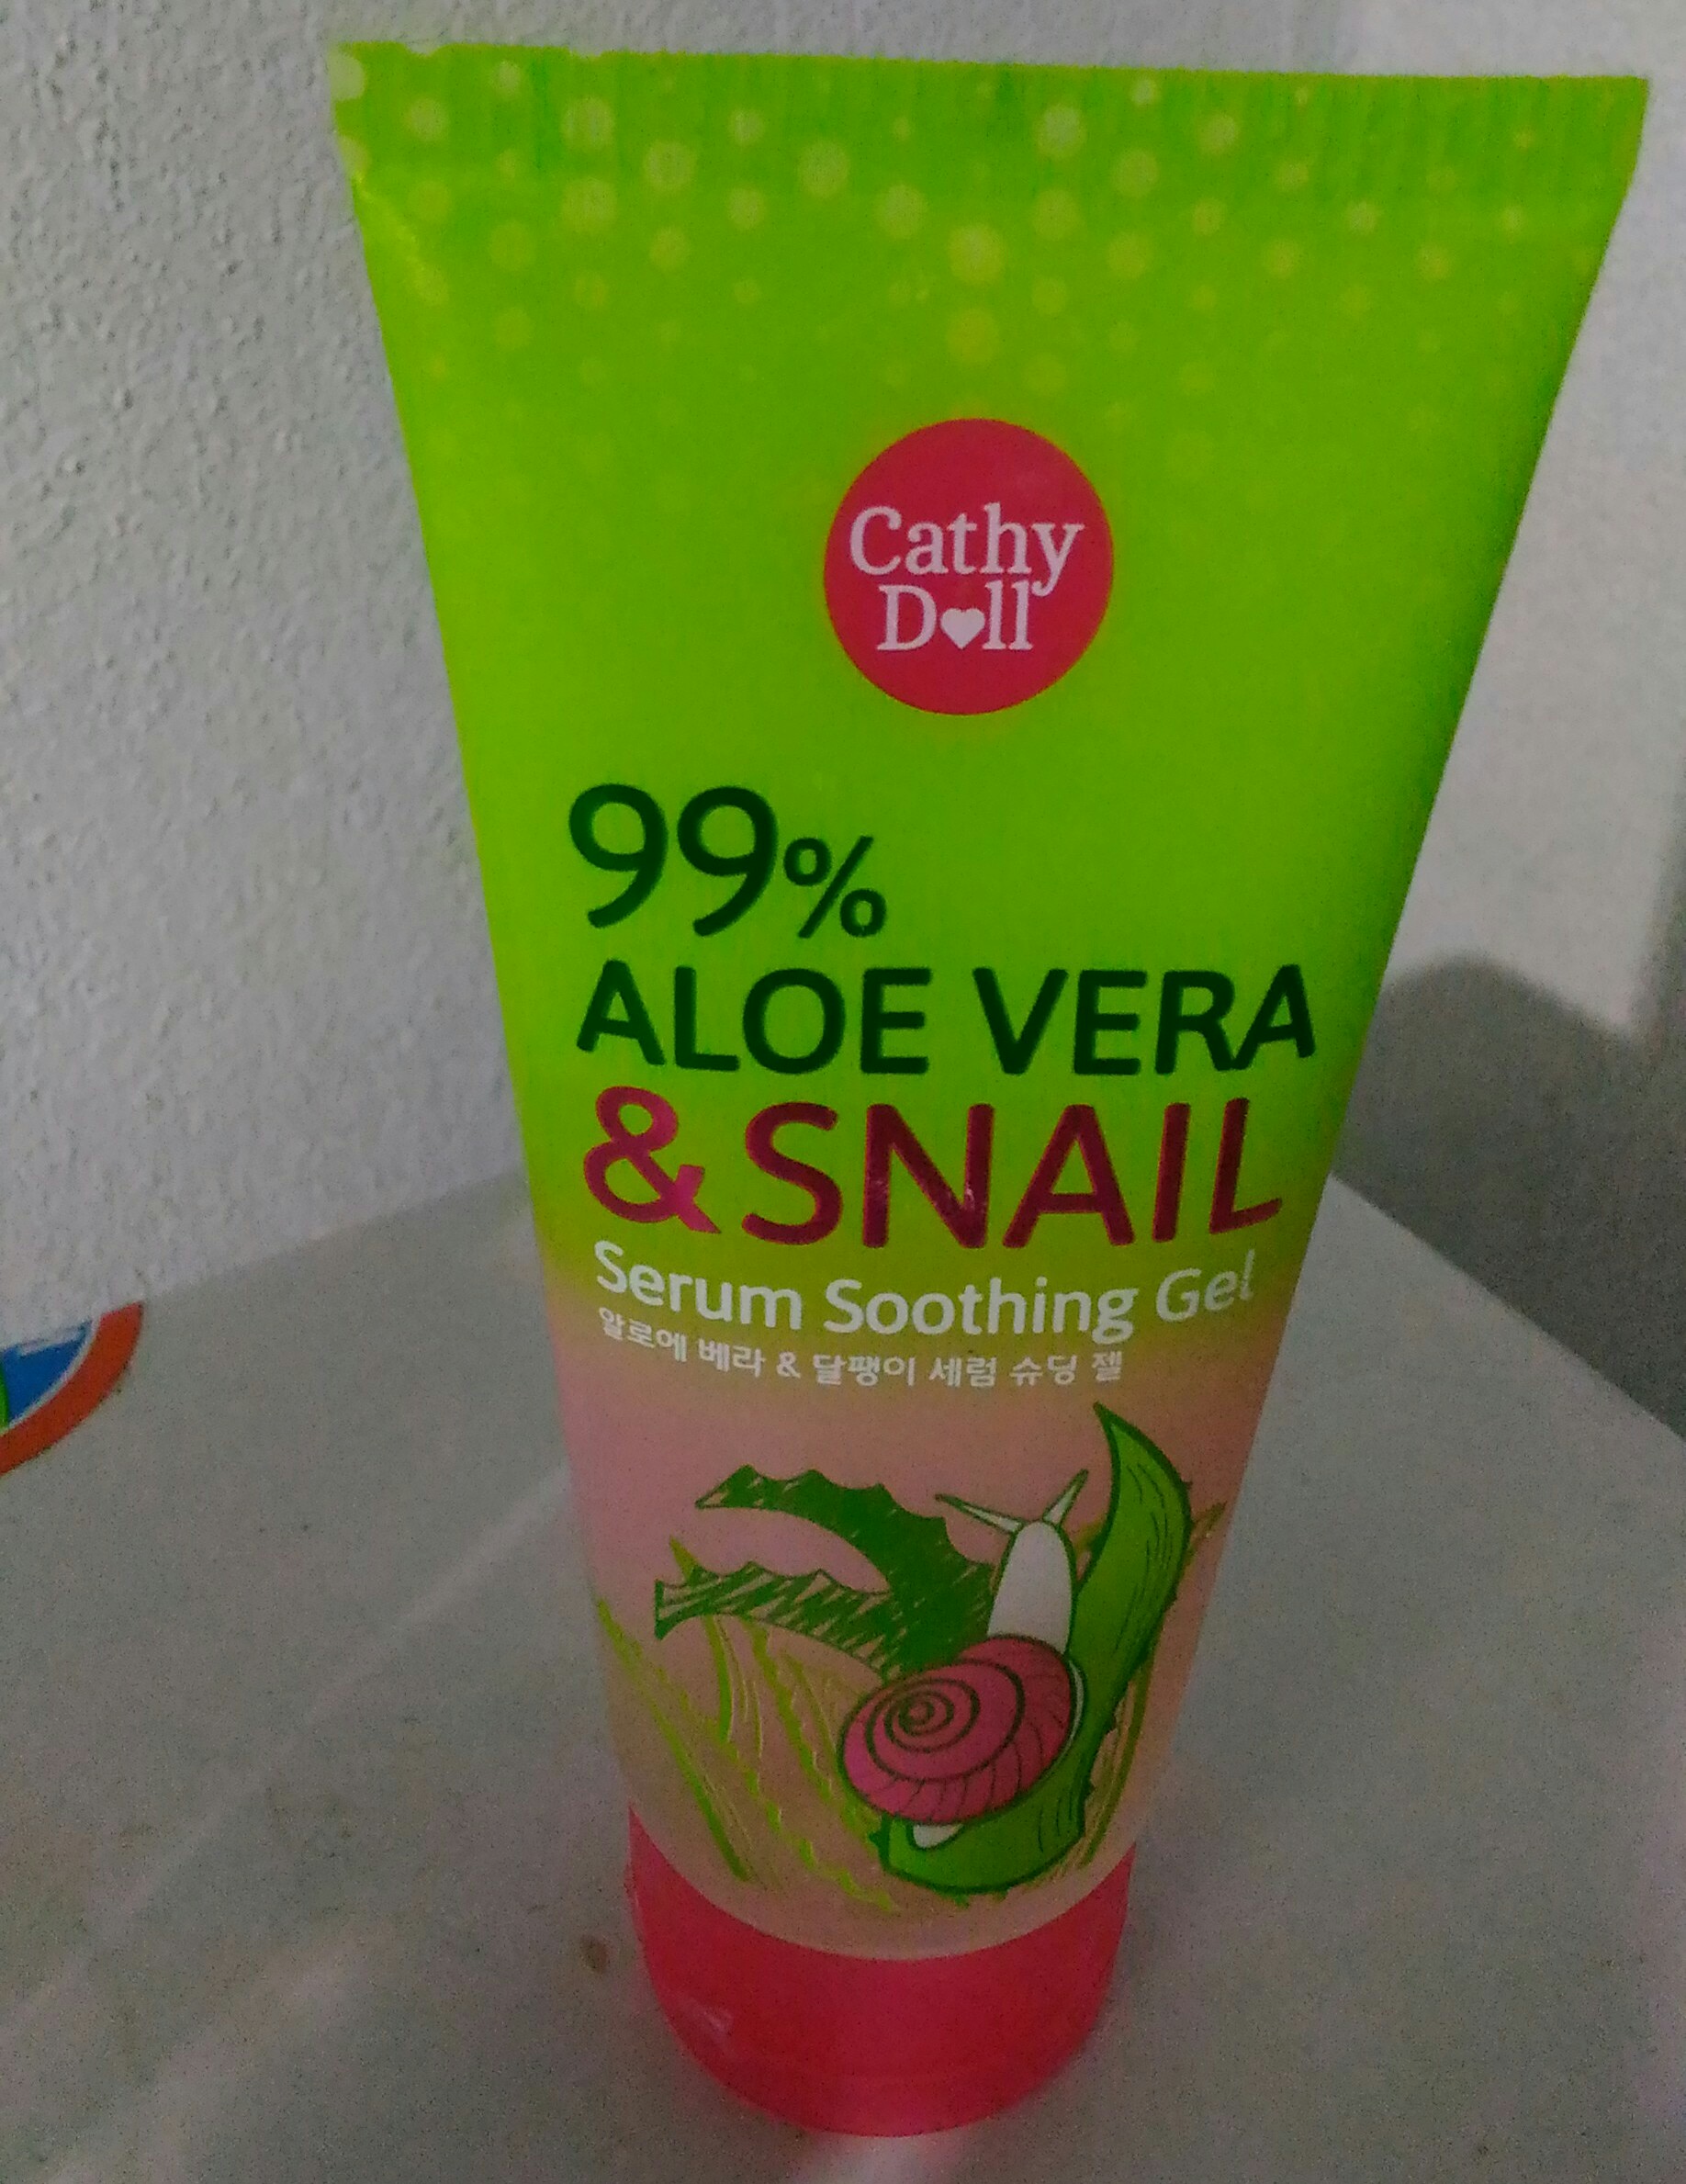 Cathy
Doll
99%
ALOE VERA
& SNAIL
Serum Soothing Gel
알로에 베라 & 달팽이 세럼 슈딩 젤